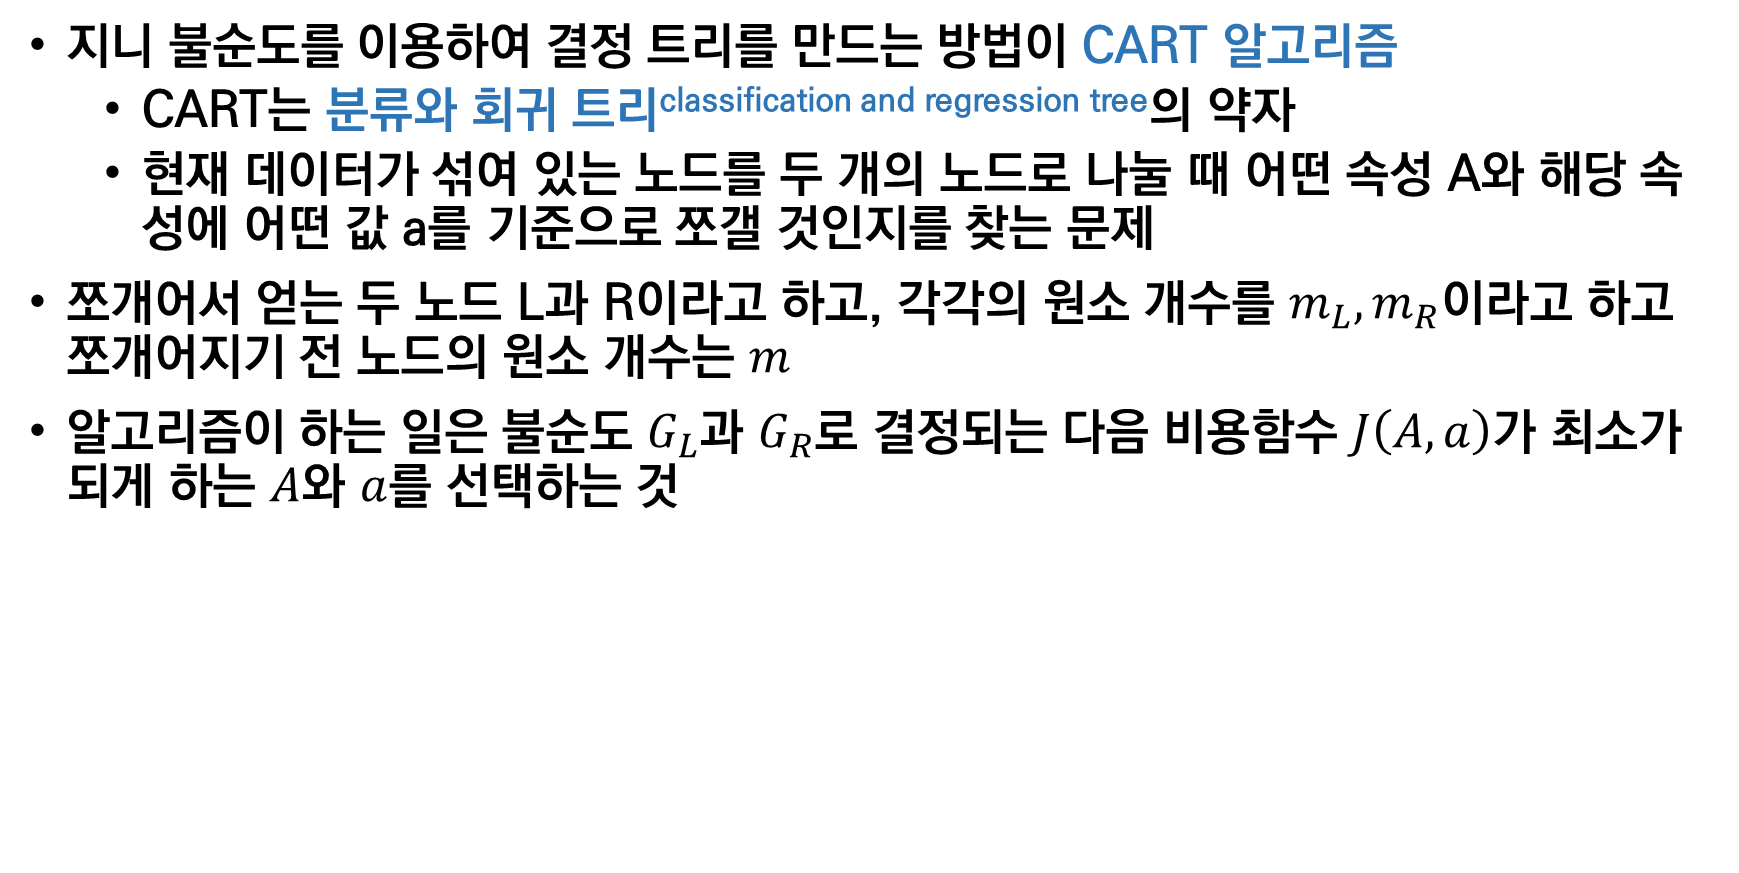 • 지니 불순도를 이용하여 결정 트리를 만드는 방법이 CART 알고리즘
• CART는 분류와 회귀 트리classification and regression tree의 약자
• 현재 데이터가 섞여 있는 노드를 두 개의 노드로 나눌 때 어떤 속성 A와 해당 속
성에 어떤 값 a를 기준으로 쪼갤 것인지를 찾는 문제
• 쪼개어서 얻는 두 노드 L과 R이라고 하고, 각각의 원소 개수를 m_L, m_R이라고 하고
쪼개어지기 전 노드의 원소 개수는 m
• 알고리즘이 하는 일은 불순도 G_L과 G_R로 결정되는 다음 비용함수 J(A, a)가 최소가
되게 하는 A와 a를 선택하는 것